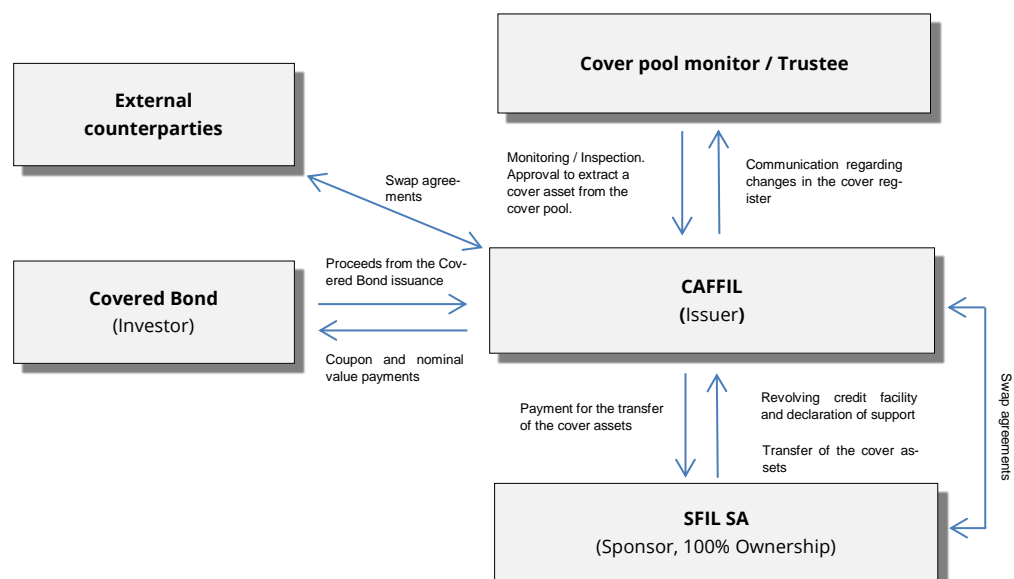 Cover pool monitor / Trustee
External
counterparties
Monitoring / Inspection.
Approval to extract a
cover asset from the
cover pool.
Communication regarding
changes in the cover reg-
ister
Swap agree-
ments
Proceeds from the Cov-
ered Bond issuance
Covered Bond
(Investor)
CAFFIL
(Issuer)
Coupon and nominal
value payments
Payment for the transfer
of the cover assets
Revolving credit facility
and declaration of support
Transfer of the cover as-
sets
Swap agreements
SFIL SA
(Sponsor, 100% Ownership)